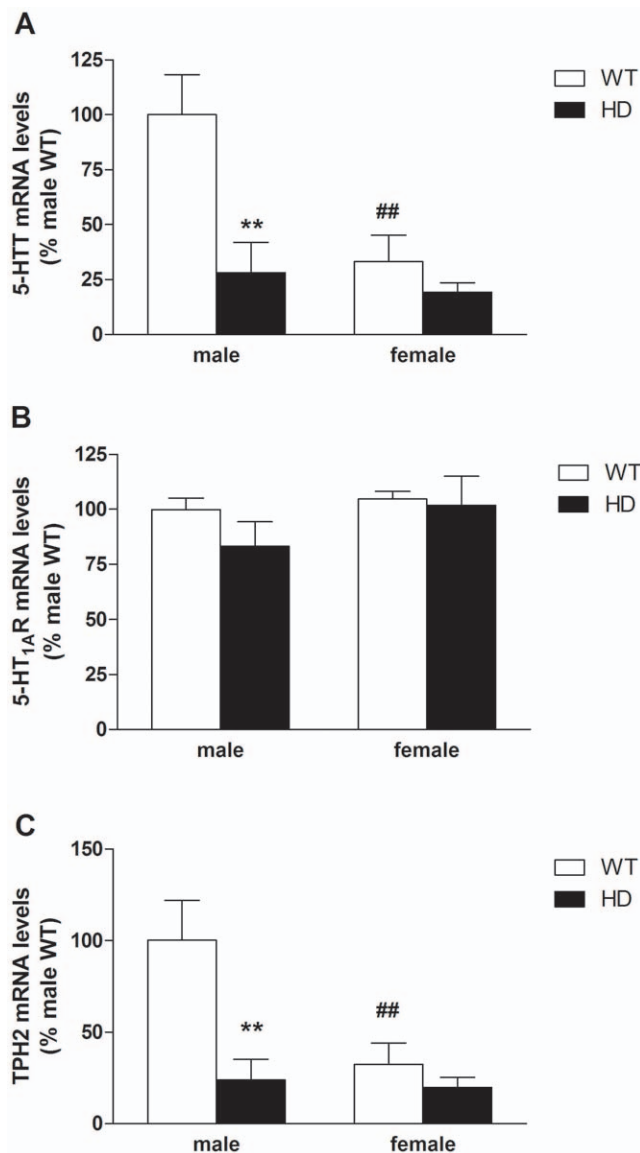 A
5-HTT mRNA levels
(% male WT)
125
100
75
50
25
0
**
##
male
female
WT
HD
B
5-HT1AR mRNA levels
(% male WT)
125
100
75
50
25
0
male
female
WT
HD
C
TPH2 mRNA levels
(% male WT)
150
100
50
0
**
##
male
female
WT
HD